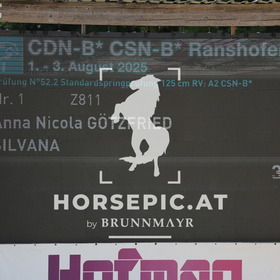 CDN-B* CSN-B* Ranshofen
1. - 3. August 2025
Prüfung N°52,2 Standardspringprüfung 125 cm RV: A2 CSN-B*
Nr. 1 Z811
Anna Nicola GÖTZFRIED
SILVANA
3
HORSEPIC.AT
by BRUNNMAYR